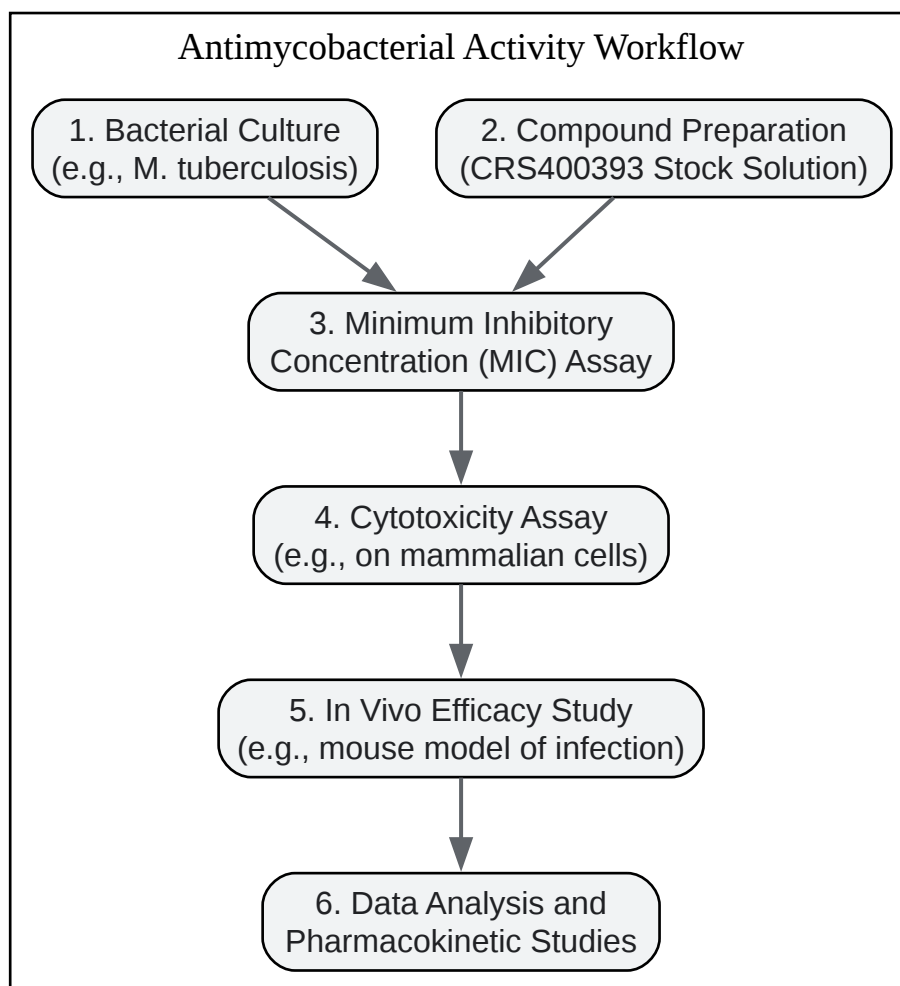 Antimycobacterial Activity Workflow
1. Bacterial Culture
(e.g., M. tuberculosis)
2. Compound Preparation
(CRS400393 Stock Solution)
3. Minimum Inhibitory
Concentration (MIC) Assay
4. Cytotoxicity Assay
(e.g., on mammalian cells)
5. In Vivo Efficacy Study
(e.g., mouse model of infection)
6. Data Analysis and
Pharmacokinetic Studies